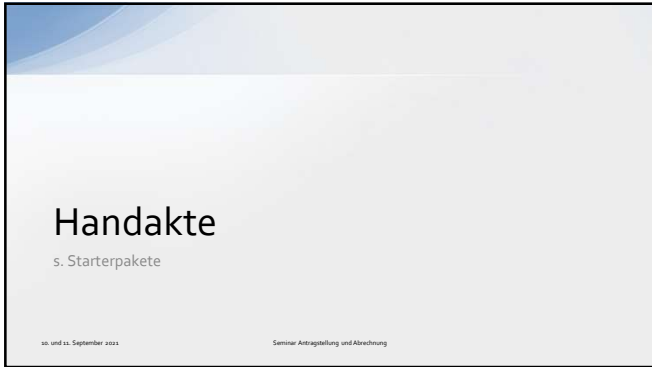 Handakte
s. Starterpakete
10. und 11. September 2021
Seminar Antragstellung und Abrechnung